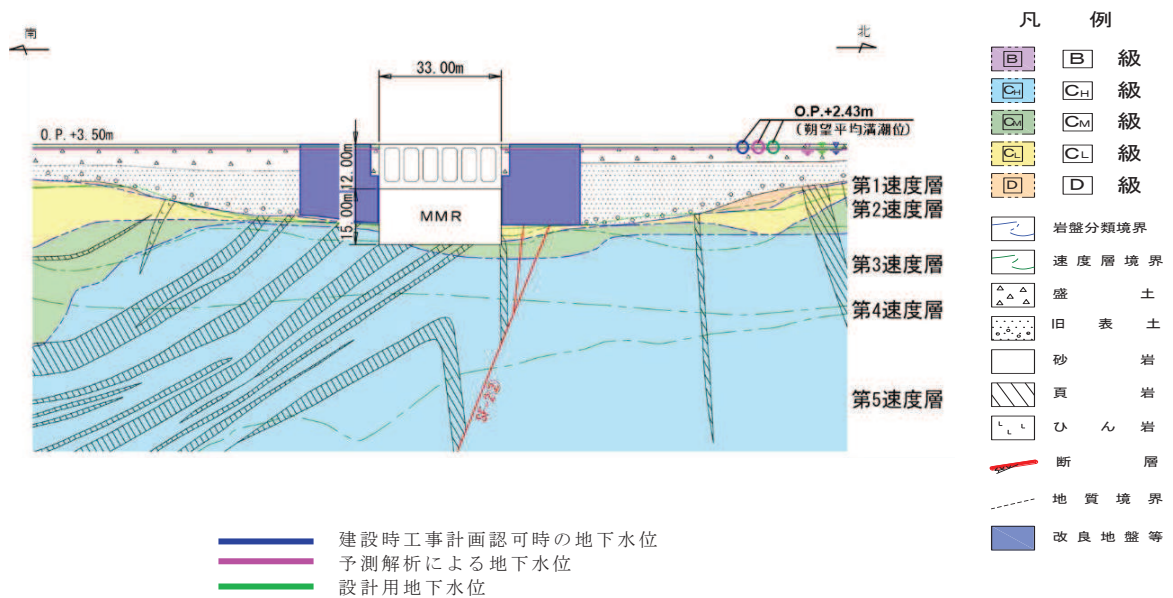 南
北
33.00m
O.P.+3.50m
O.P.+2.43m
(朔望平均満潮位)
12.00m
15.00m
MMR
第1速度層
第2速度層
第3速度層
第4速度層
第5速度層
SF-2②
凡 例
B B 級
CH CH 級
CM CM 級
CL CL 級
D D 級
岩盤分類境界
速度層境界
盛土
旧表土
砂岩
頁岩
ひん岩
断層
地質境界
改良地盤等
建設時工事計画認可時の地下水位
予測解析による地下水位
設計用地下水位